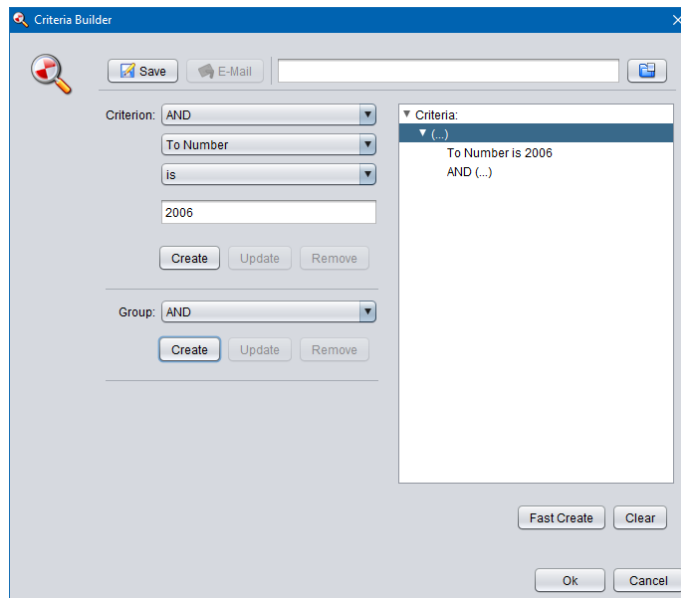 Criteria Builder
Save
E-Mail
Criterion: AND
To Number
is
2006
Create Update Remove
Group: AND
Create Update Remove
Criteria:
(...)
To Number is 2006
AND (...)
Fast Create Clear
Ok Cancel